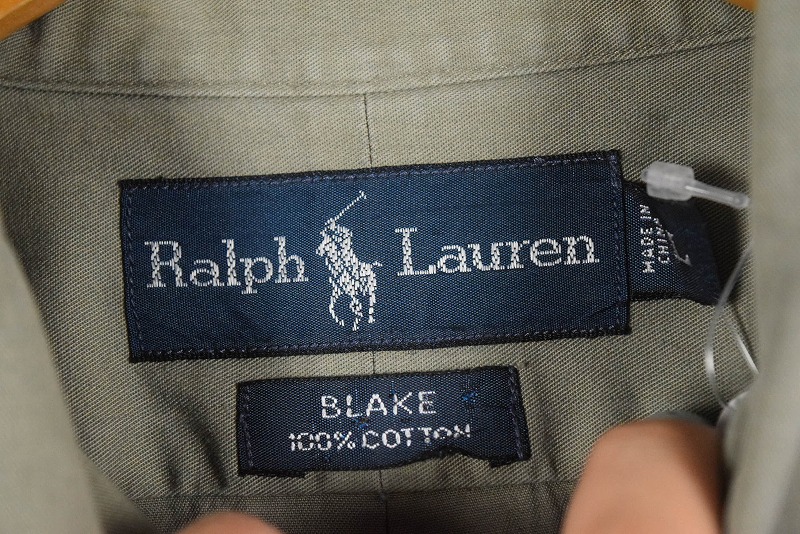 Ralph Lauren
MADE IN
CHINA
L
BLAKE
100% COTTON